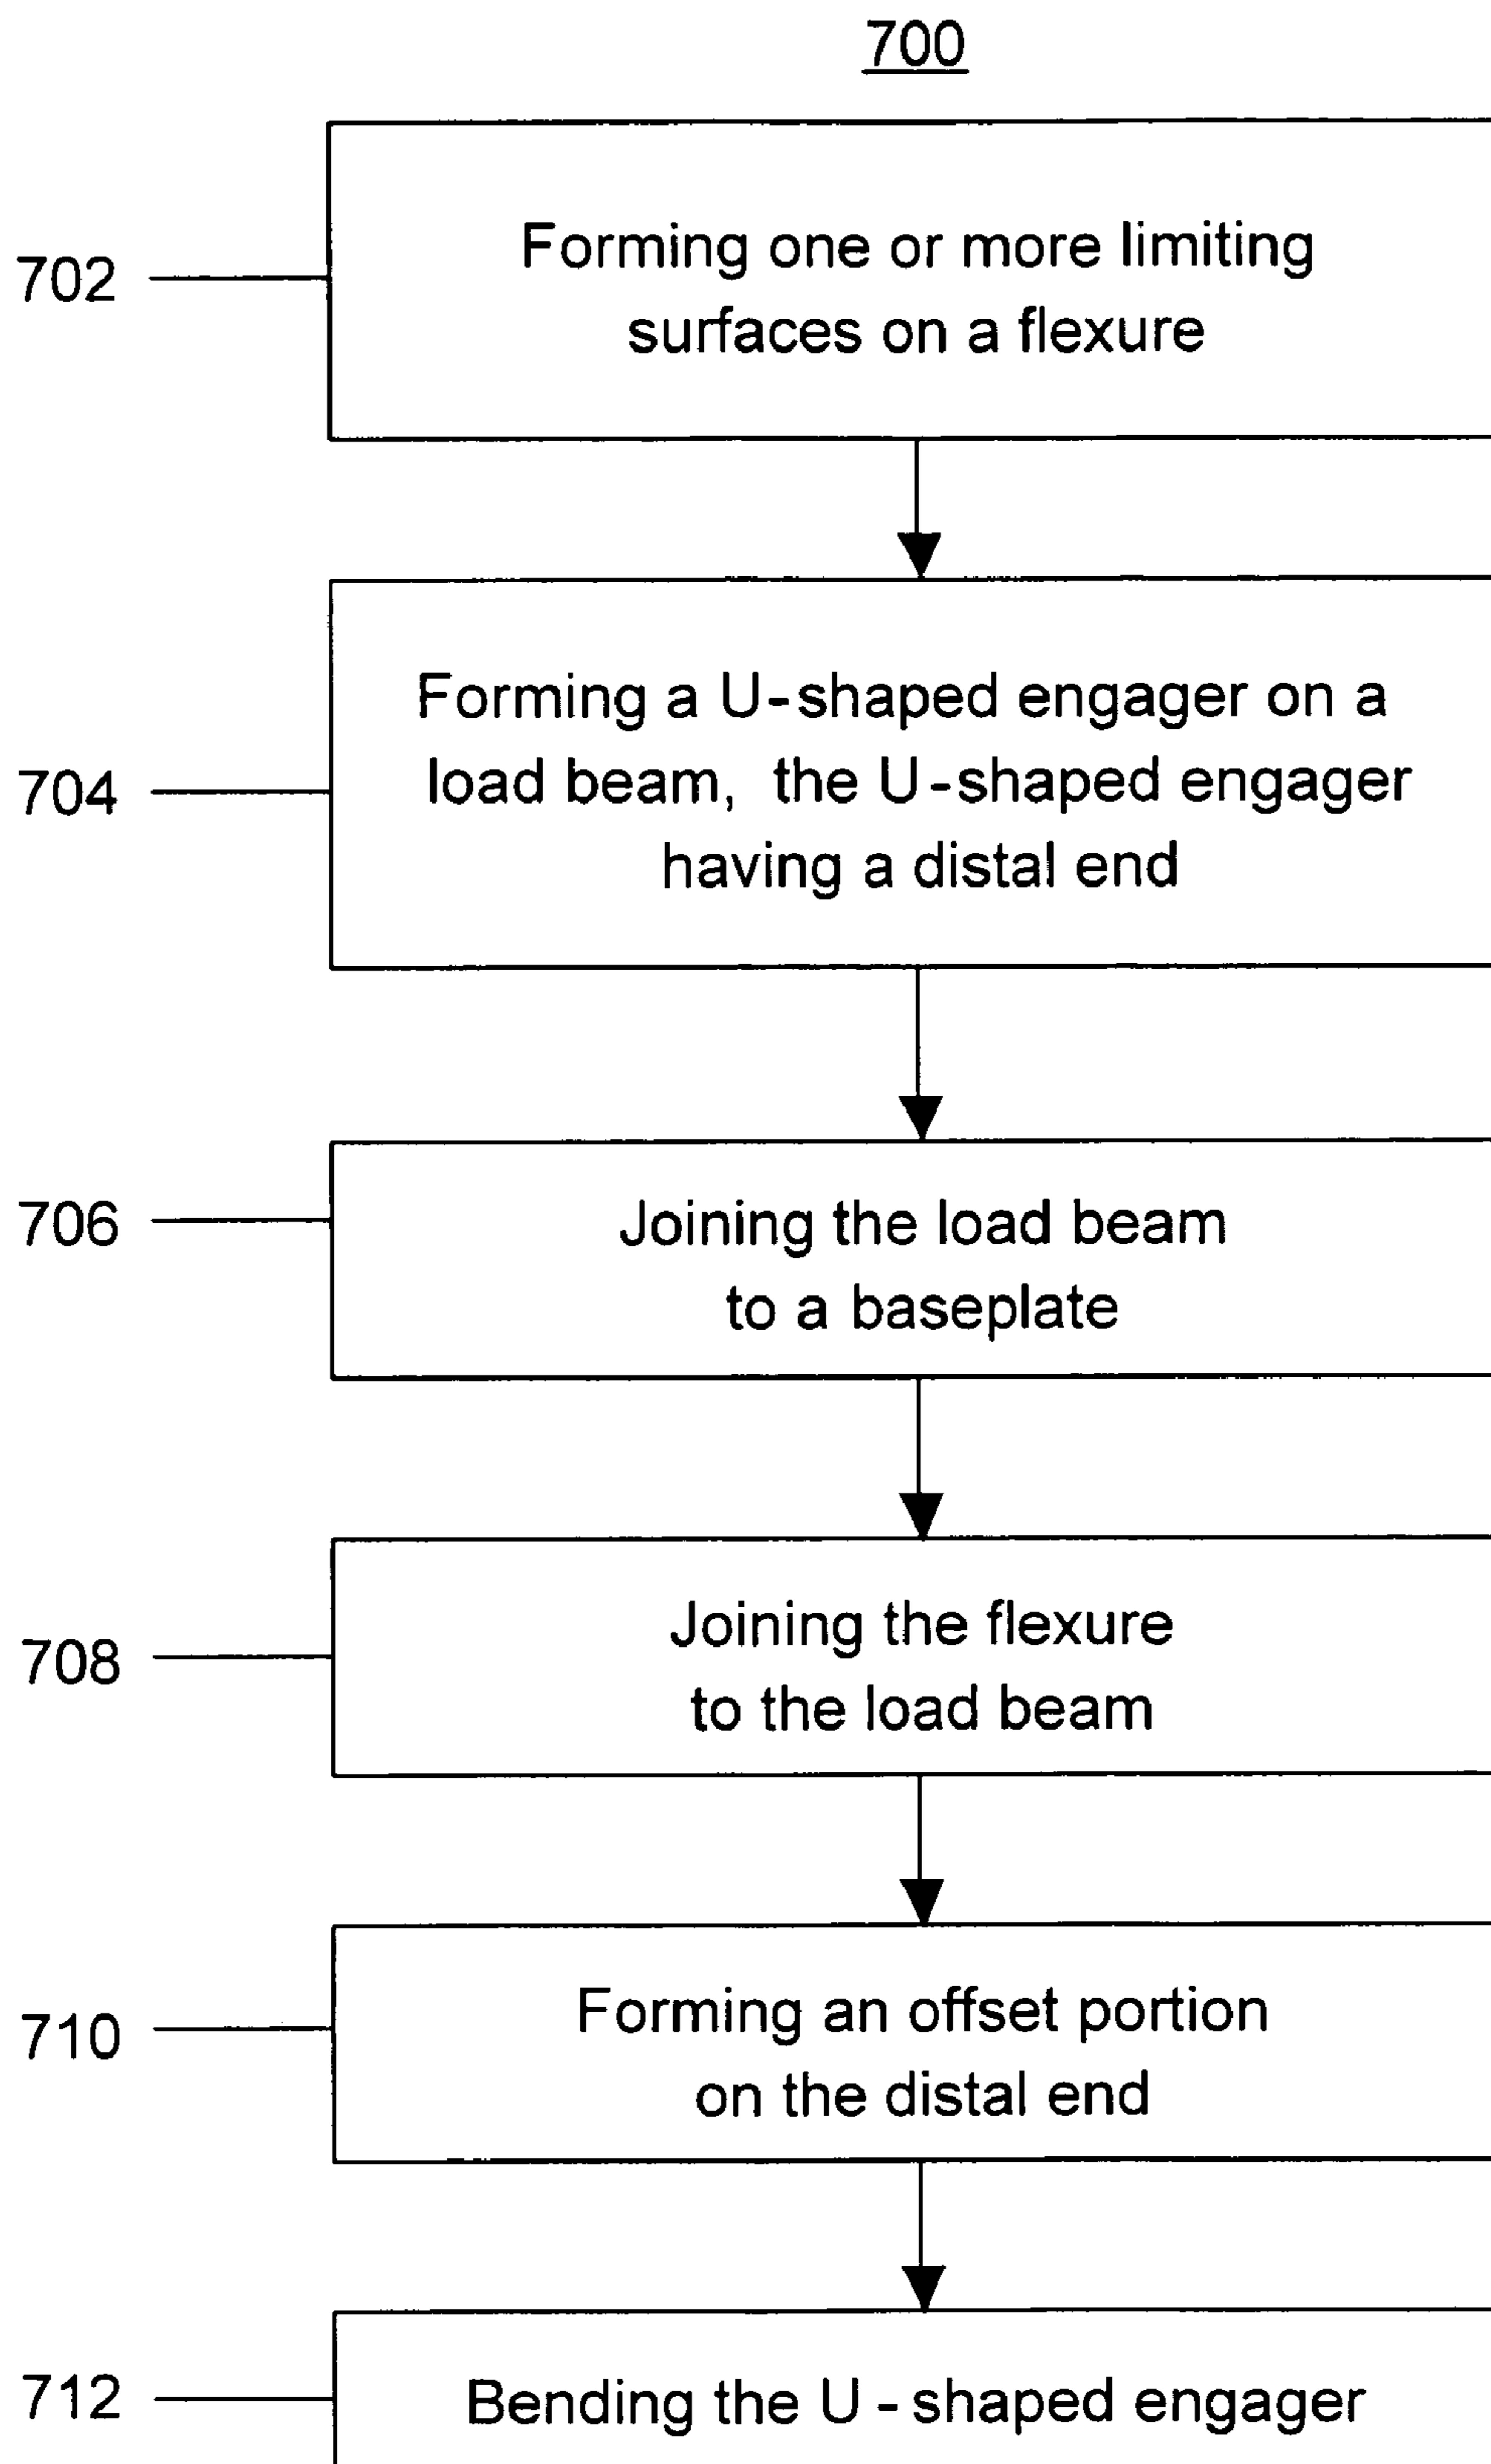 700
702
Forming one or more limiting
surfaces on a flexure
704
Forming a U-shaped engager on a
load beam, the U-shaped engager
having a distal end
706
Joining the load beam
to a baseplate
708
Joining the flexure
to the load beam
710
Forming an offset portion
on the distal end
712
Bending the U-shaped engager